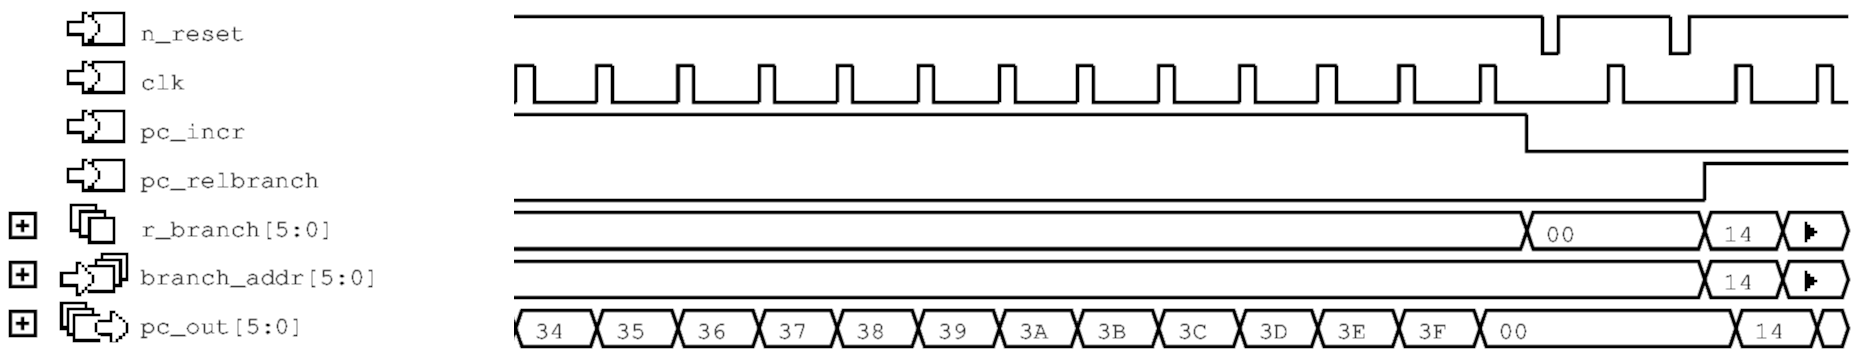 n_reset
clk
pc_incr
pc_relbranch
r_branch[5:0] 00 14
branch_addr[5:0] 14
pc_out[5:0] 34 35 36 37 38 39 3A 3B 3C 3D 3E 3F 00 14